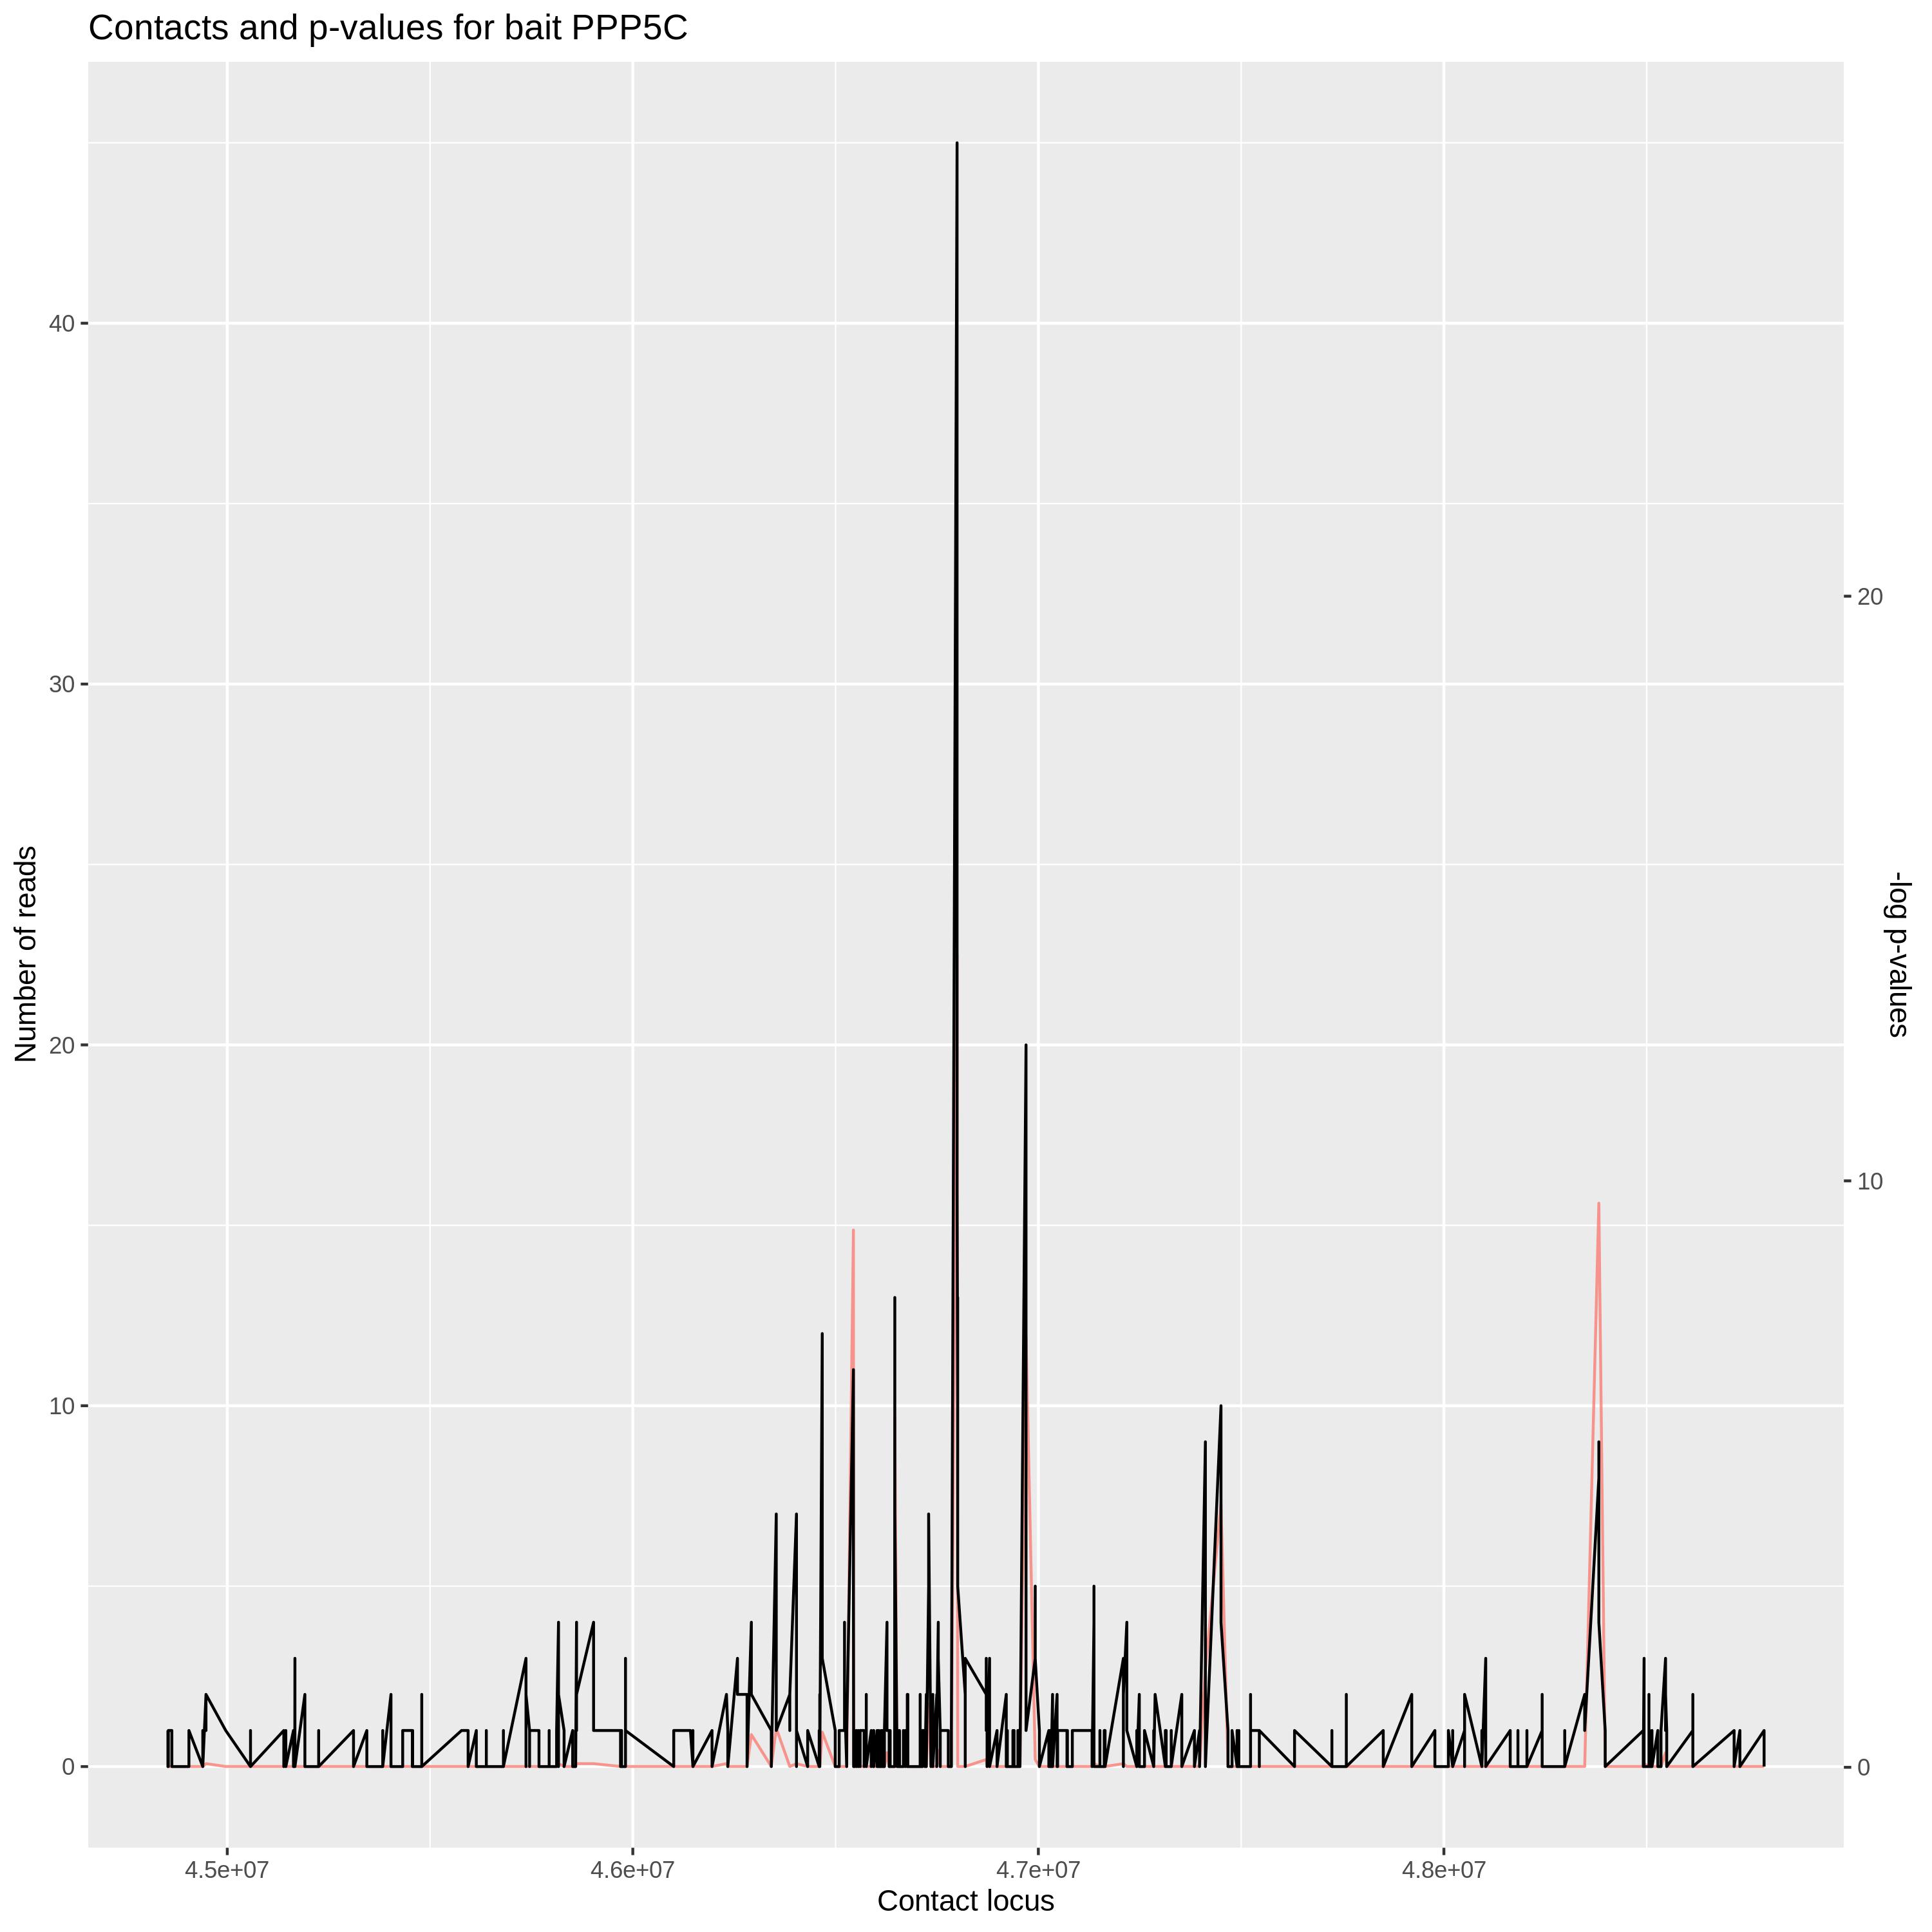 Contacts and p-values for bait PPP5C
40
30
20
10
0
Number of reads
20
10
0
-log p-values
4.5e+07 4.6e+07 4.7e+07 4.8e+07
Contact locus